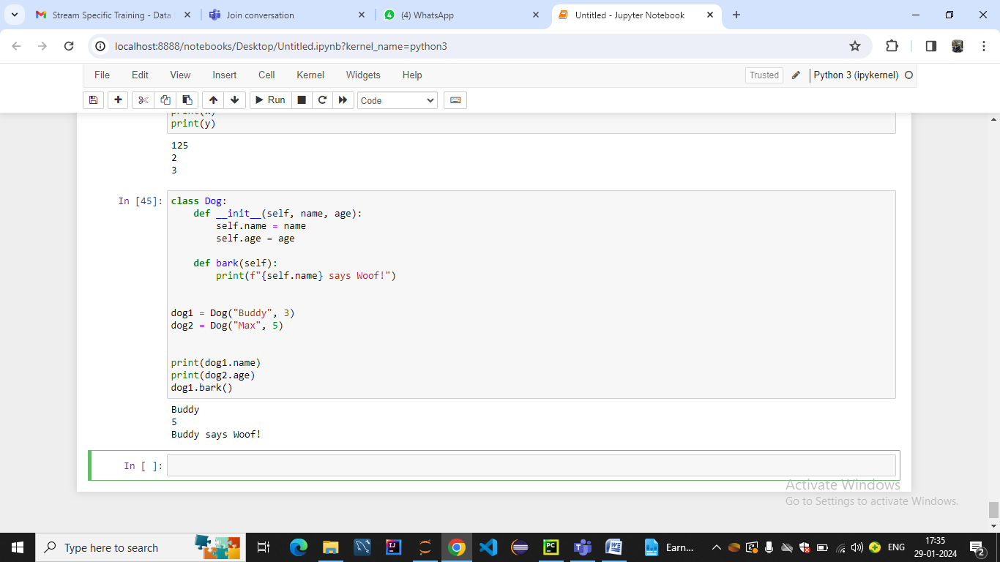 Stream Specific Training - Data
Join conversation
(4) WhatsApp
Untitled - Jupyter Notebook
localhost:8888/notebooks/Desktop/Untitled.ipynb?kernel_name=python3
File Edit View Insert Cell Kernel Widgets Help
Trusted
Python 3 (ipykernel)
Run
Code
print(x)
print(y)
125
2
3
In [45]:
class Dog:
    def __init__(self, name, age):
        self.name = name
        self.age = age
    def bark(self):
        print(f"{self.name} says Woof!")
dog1 = Dog("Buddy", 3)
dog2 = Dog("Max", 5)
print(dog1.name)
print(dog2.age)
dog1.bark()
Buddy
5
Buddy says Woof!
In [ ]:
Activate Windows
Go to Settings to activate Windows.
Type here to search
IJ
PC
Earn...
ENG
17:35
29-01-2024
2